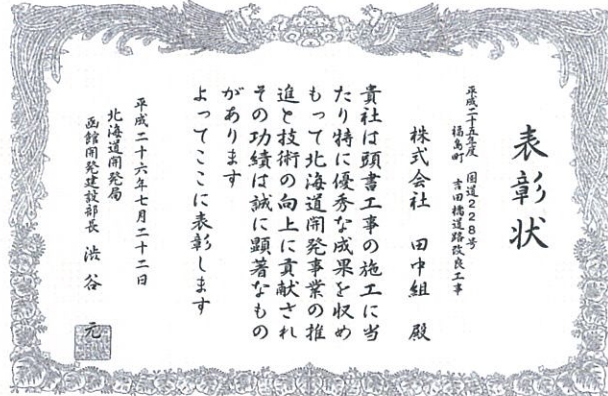 表彰状
平成二十五年度 国道228号
福島町 吉田橋道路改良工事
株式会社 田中組 殿
貴社は頭書工事の施工に当
たり特に優秀な成果を収め
もって北海道開発事業の推
進と技術の向上に貢献され
その功績は誠に顕著なもの
があります
よってここに表彰します
平成二十六年七月二十二日
北海道開発局
函館開発建設部長 渋谷 元